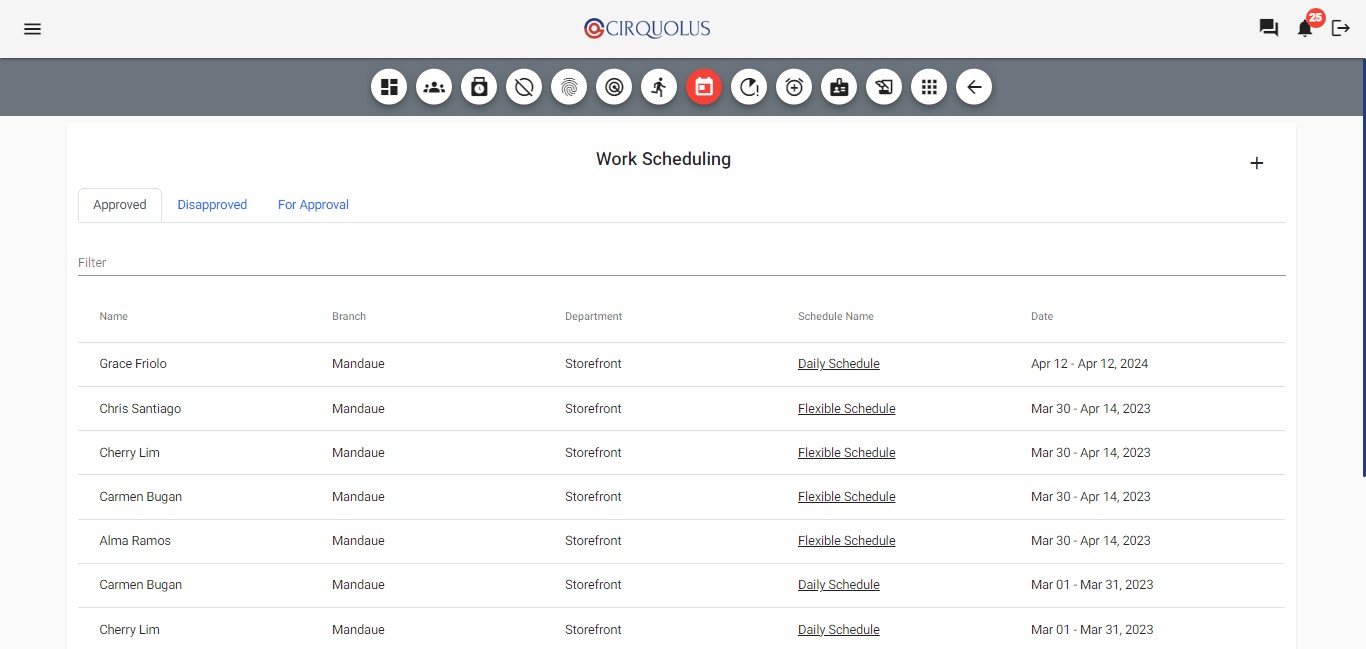 CIRQUOLUS
25
Work Scheduling
+
Approved Disapproved For Approval
Filter
Name Branch Department Schedule Name Date
Grace Friolo Mandaue Storefront Daily Schedule Apr 12 - Apr 12, 2024
Chris Santiago Mandaue Storefront Flexible Schedule Mar 30 - Apr 14, 2023
Cherry Lim Mandaue Storefront Flexible Schedule Mar 30 - Apr 14, 2023
Carmen Bugan Mandaue Storefront Flexible Schedule Mar 30 - Apr 14, 2023
Alma Ramos Mandaue Storefront Flexible Schedule Mar 30 - Apr 14, 2023
Carmen Bugan Mandaue Storefront Daily Schedule Mar 01 - Mar 31, 2023
Cherry Lim Mandaue Storefront Daily Schedule Mar 01 - Mar 31, 2023